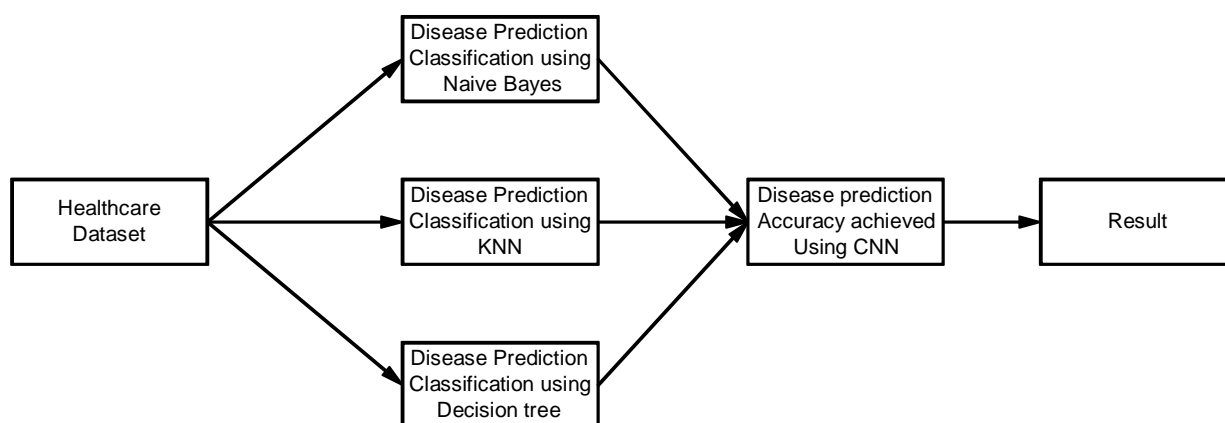 Healthcare
Dataset
Disease Prediction
Classification using
Naive Bayes
Disease Prediction
Classification using
KNN
Disease Prediction
Classification using
Decision tree
Disease prediction
Accuracy achieved
Using CNN
Result